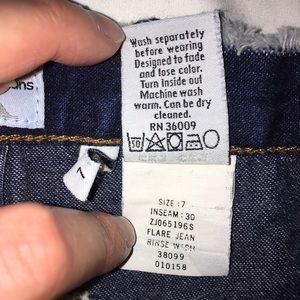 Wash separately
before wearing
Designed to fade
and lose color.
Turn inside out
Machine wash
warm. Can be dry
cleaned.
RN 36009
7
SIZE : 7
INSEAM : 30
ZJ065196S
FLARE JEAN
RINSE WASH
38099
010158